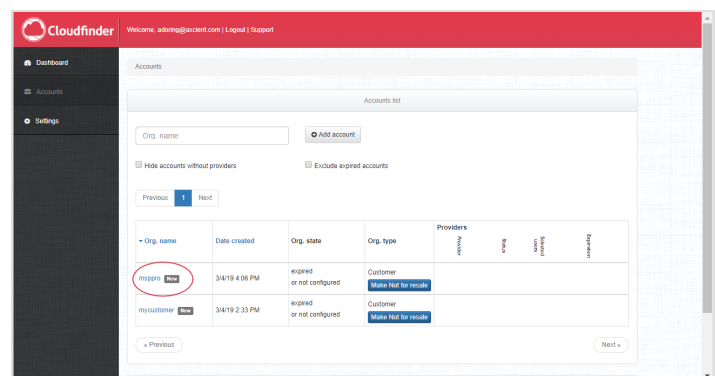 Cloudfinder
Welcome, adoring@axcient.com | Logout | Support
Dashboard
Accounts
Settings
Accounts
Accounts list
Org. name
Add account
Hide accounts without providers
Exclude expired accounts
Previous 1 Next
Providers
Org. name Date created Org. state Org. type Provider Status Selected users Expiration
msppro New 3/4/19 4:06 PM expired or not configured Customer Make Not for resale
mycustomer New 3/4/19 2:33 PM expired or not configured Customer Make Not for resale
« Previous
Next »